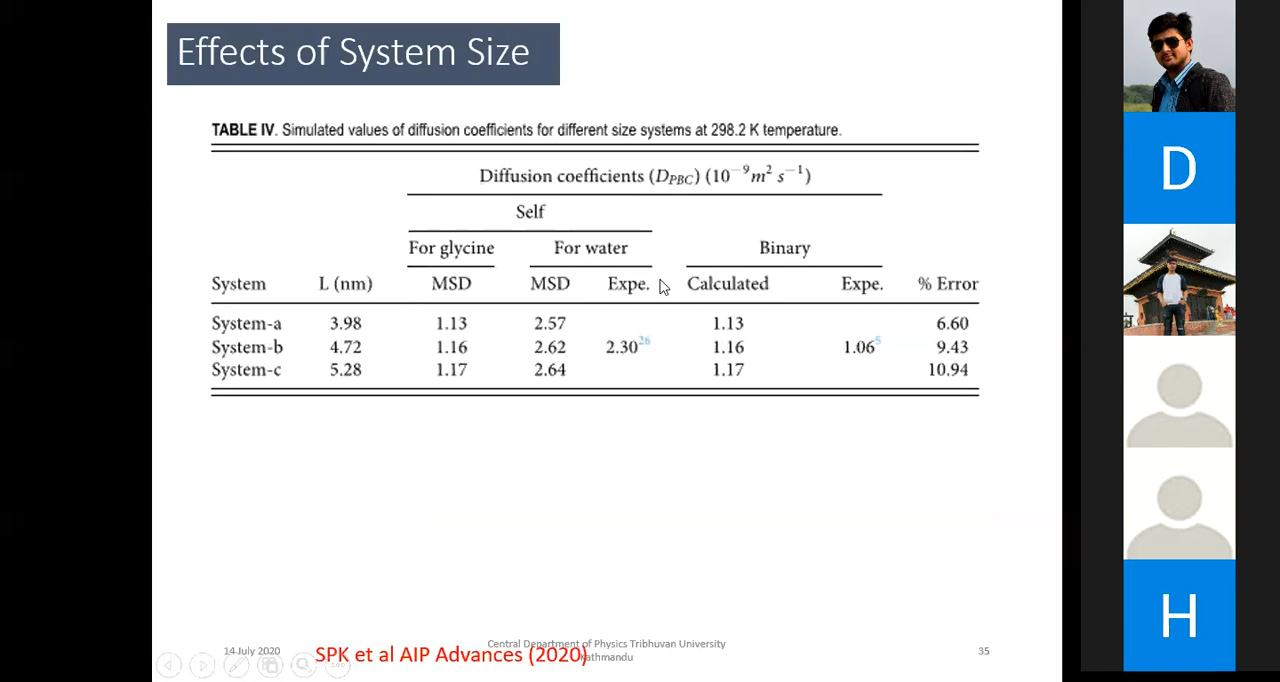 Effects of System Size
TABLE IV. Simulated values of diffusion coefficients for different size systems at 298.2 K temperature.
Diffusion coefficients (D_PBC) (10⁻⁹m² s⁻¹)
Self
For glycine For water Binary
System L (nm) MSD MSD Expe. Calculated Expe. % Error
System-a 3.98 1.13 2.57 1.13 6.60
System-b 4.72 1.16 2.62 2.30²⁶ 1.16 1.06⁵ 9.43
System-c 5.28 1.17 2.64 1.17 10.94
14 July 2020
SPK et al AIP Advances (2020)
Central Department of Physics Tribhuvan University
Kathmandu
35
D
H